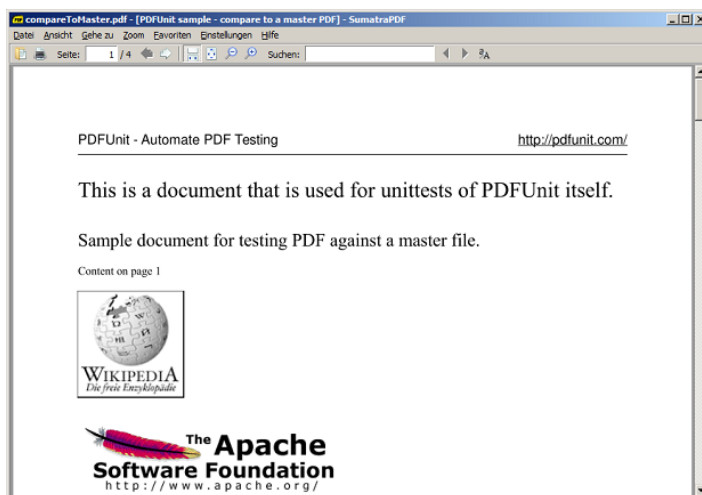 compareToMaster.pdf - [PDFUnit sample - compare to a master PDF] - SumatraPDF
Datei Ansicht Gehe zu Zoom Favoriten Einstellungen Hilfe
Seite: 1 / 4 Suchen:
PDFUnit - Automate PDF Testing http://pdfunit.com/
This is a document that is used for unittests of PDFUnit itself.
Sample document for testing PDF against a master file.
Content on page 1
WIKIPEDIA
Die freie Enzyklopädie
The Apache
Software Foundation
http://www.apache.org/